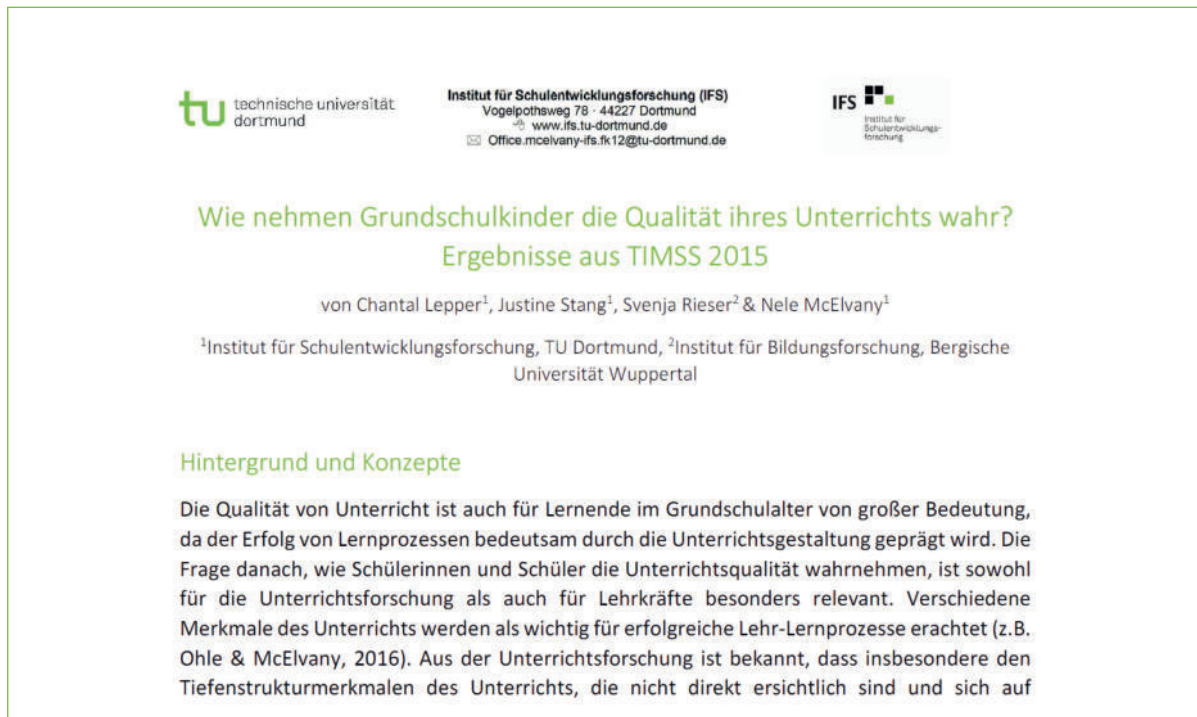 tu technische universität
dortmund
Institut für Schulentwicklungsforschung (IFS)
Vogelpothsweg 78 · 44227 Dortmund
www.ifs.tu-dortmund.de
Office.mcelvany-ifs.fk12@tu-dortmund.de
IFS
Institut für
Schulentwicklungs-
forschung
Wie nehmen Grundschulkinder die Qualität ihres Unterrichts wahr?
Ergebnisse aus TIMSS 2015
von Chantal Lepper¹, Justine Stang¹, Svenja Rieser² & Nele McElvany¹
¹Institut für Schulentwicklungsforschung, TU Dortmund, ²Institut für Bildungsforschung, Bergische
Universität Wuppertal
Hintergrund und Konzepte
Die Qualität von Unterricht ist auch für Lernende im Grundschulalter von großer Bedeutung,
da der Erfolg von Lernprozessen bedeutsam durch die Unterrichtsgestaltung geprägt wird. Die
Frage danach, wie Schülerinnen und Schüler die Unterrichtsqualität wahrnehmen, ist sowohl
für die Unterrichtsforschung als auch für Lehrkräfte besonders relevant. Verschiedene
Merkmale des Unterrichts werden als wichtig für erfolgreiche Lehr-Lernprozesse erachtet (z.B.
Ohle & McElvany, 2016). Aus der Unterrichtsforschung ist bekannt, dass insbesondere den
Tiefenstrukturmerkmalen des Unterrichts, die nicht direkt ersichtlich sind und sich auf